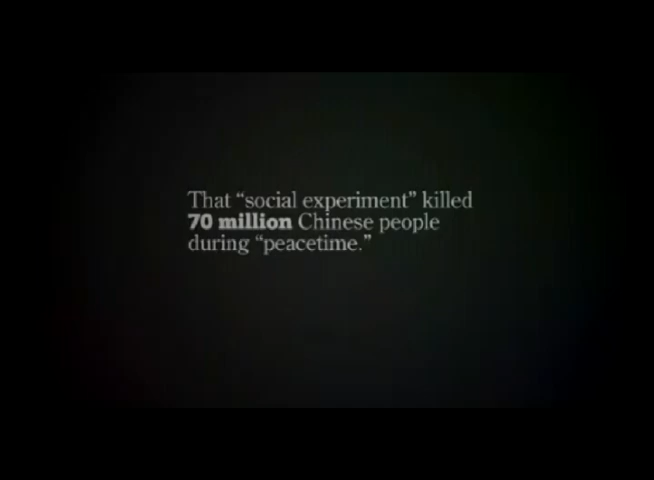 That “social experiment” killed
70 million Chinese people
during “peacetime.”